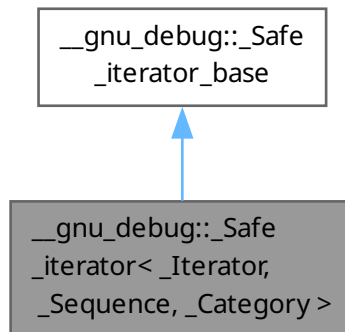 __gnu_debug::_Safe
_iterator_base
__gnu_debug::_Safe
_iterator< _Iterator,
_Sequence, _Category >